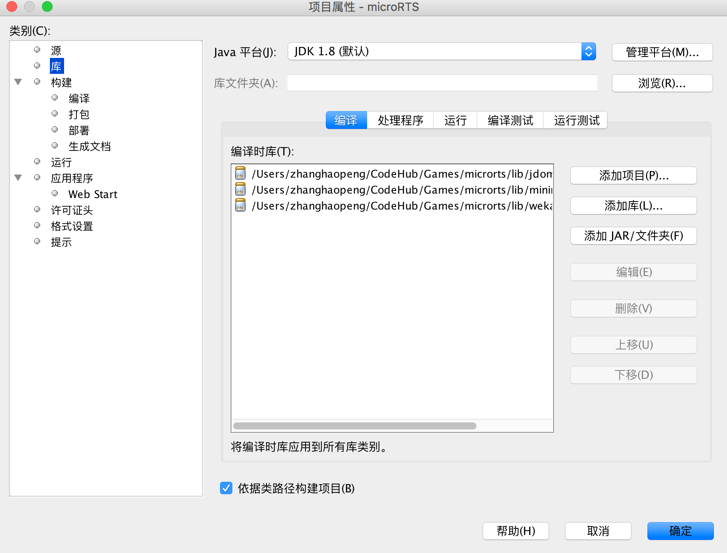 项目属性 - microRTS
类别(C):
源
库
构建
编译
打包
部署
生成文档
运行
应用程序
Web Start
许可证头
格式设置
提示
Java 平台(J):
JDK 1.8 (默认)
管理平台(M)...
库文件夹(A):
浏览(R)...
编译
处理程序
运行
编译测试
运行测试
编译时库(T):
/Users/zhanghaopeng/CodeHub/Games/microrts/lib/jdom
/Users/zhanghaopeng/CodeHub/Games/microrts/lib/mini
/Users/zhanghaopeng/CodeHub/Games/microrts/lib/weka
添加项目(P)...
添加库(L)...
添加 JAR/文件夹(F)
编辑(E)
删除(V)
上移(U)
下移(D)
将编译时库应用到所有库类别。
依据类路径构建项目(B)
帮助(H)
取消
确定